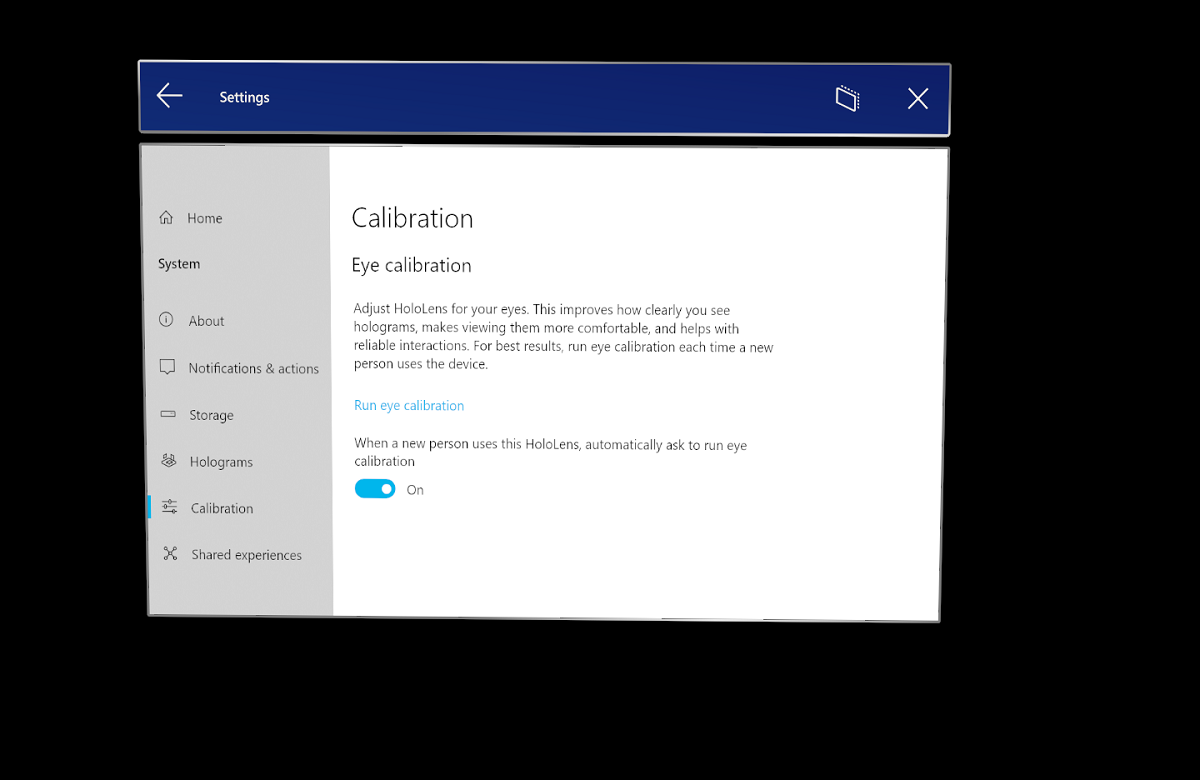 Settings
Home
System
About
Notifications & actions
Storage
Holograms
Calibration
Shared experiences
Calibration
Eye calibration
Adjust HoloLens for your eyes. This improves how clearly you see
holograms, makes viewing them more comfortable, and helps with
reliable interactions. For best results, run eye calibration each time a new
person uses the device.
Run eye calibration
When a new person uses this HoloLens, automatically ask to run eye
calibration
On